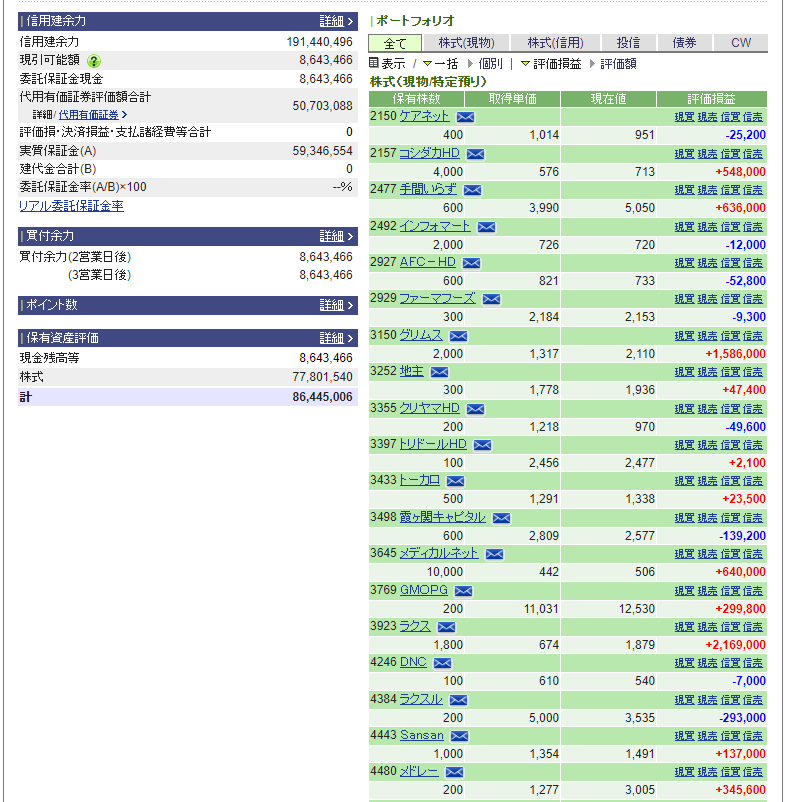 信用建余力 詳細
信用建余力 191,440,496
現引可能額 ? 8,643,466
委託保証金現金 8,643,466
代用有価証券評価額合計 50,703,088
詳細/代用有価証券
評価損・決済損益・支払諸経費等合計 0
実質保証金(A) 59,346,554
建代金合計(B) 0
委託保証金率(A/B)×100 --%
リアル委託保証金率
買付余力 詳細
買付余力(2営業日後) 8,643,466
(3営業日後) 8,643,466
ポイント数 詳細
保有資産評価 詳細
現金残高等 8,643,466
株式 77,801,540
計 86,445,006
ポートフォリオ
全て 株式(現物) 株式(信用) 投信 債券 CW
表示 / 一括 個別 | 評価損益 評価額
株式(現物/特定預り)
保有株数 取得単価 現在値 評価損益
2150 ケアネット 現買 現売 信買 信売
400 1,014 951 -25,200
2157 コシダカHD 現買 現売 信買 信売
4,000 576 713 +548,000
2477 手間いらず 現買 現売 信買 信売
600 3,990 5,050 +636,000
2492 インフォマート 現買 現売 信買 信売
2,000 726 720 -12,000
2927 AFC－HD 現買 現売 信買 信売
600 821 733 -52,800
2929 ファーマフーズ 現買 現売 信買 信売
300 2,184 2,153 -9,300
3150 グリムス 現買 現売 信買 信売
2,000 1,317 2,110 +1,586,000
3252 地主 現買 現売 信買 信売
300 1,778 1,936 +47,400
3355 クリヤマHD 現買 現売 信買 信売
200 1,218 970 -49,600
3397 トリドールHD 現買 現売 信買 信売
100 2,456 2,477 +2,100
3433 トーカロ 現買 現売 信買 信売
500 1,291 1,338 +23,500
3498 霞ヶ関キャピタル 現買 現売 信買 信売
600 2,809 2,577 -139,200
3645 メディカルネット 現買 現売 信買 信売
10,000 442 506 +640,000
3769 GMOPG 現買 現売 信買 信売
200 11,031 12,530 +299,800
3923 ラクス 現買 現売 信買 信売
1,800 674 1,879 +2,169,000
4246 DNC 現買 現売 信買 信売
100 610 540 -7,000
4384 ラクスル 現買 現売 信買 信売
200 5,000 3,535 -293,000
4443 Sansan 現買 現売 信買 信売
1,000 1,354 1,491 +137,000
4480 メドレー 現買 現売 信買 信売
200 1,277 3,005 +345,600